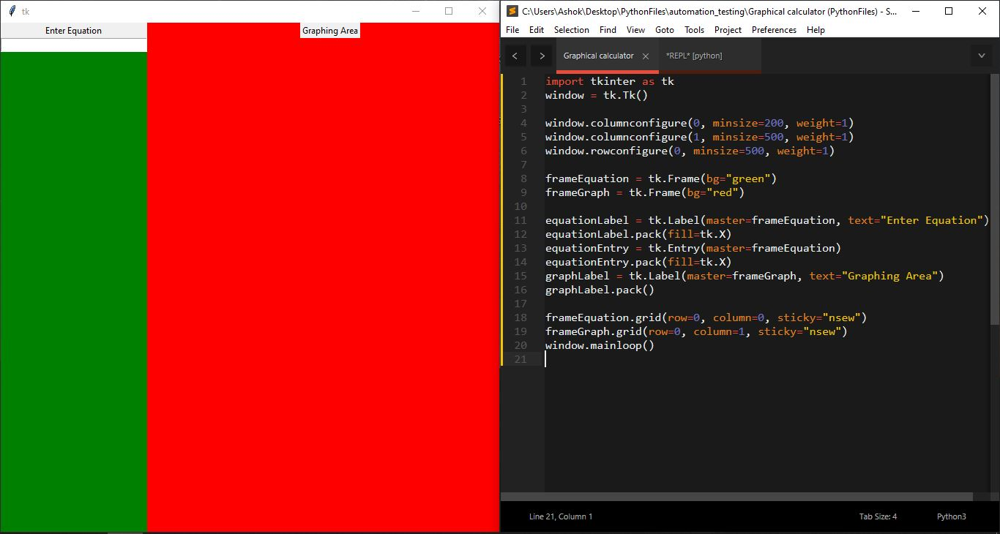 tk
Enter Equation
Graphing Area
C:\Users\Ashok\Desktop\PythonFiles\automation_testing\Graphical calculator (PythonFiles) - S...
File Edit Selection Find View Goto Tools Project Preferences Help
Graphical calculator *REPL* [python]
1 import tkinter as tk
2 window = tk.Tk()
3
4 window.columnconfigure(0, minsize=200, weight=1)
5 window.columnconfigure(1, minsize=500, weight=1)
6 window.rowconfigure(0, minsize=500, weight=1)
7
8 frameEquation = tk.Frame(bg="green")
9 frameGraph = tk.Frame(bg="red")
10
11 equationLabel = tk.Label(master=frameEquation, text="Enter Equation")
12 equationLabel.pack(fill=tk.X)
13 equationEntry = tk.Entry(master=frameEquation)
14 equationEntry.pack(fill=tk.X)
15 graphLabel = tk.Label(master=frameGraph, text="Graphing Area")
16 graphLabel.pack()
17
18 frameEquation.grid(row=0, column=0, sticky="nsew")
19 frameGraph.grid(row=0, column=1, sticky="nsew")
20 window.mainloop()
21
Line 21, Column 1 Tab Size: 4 Python3